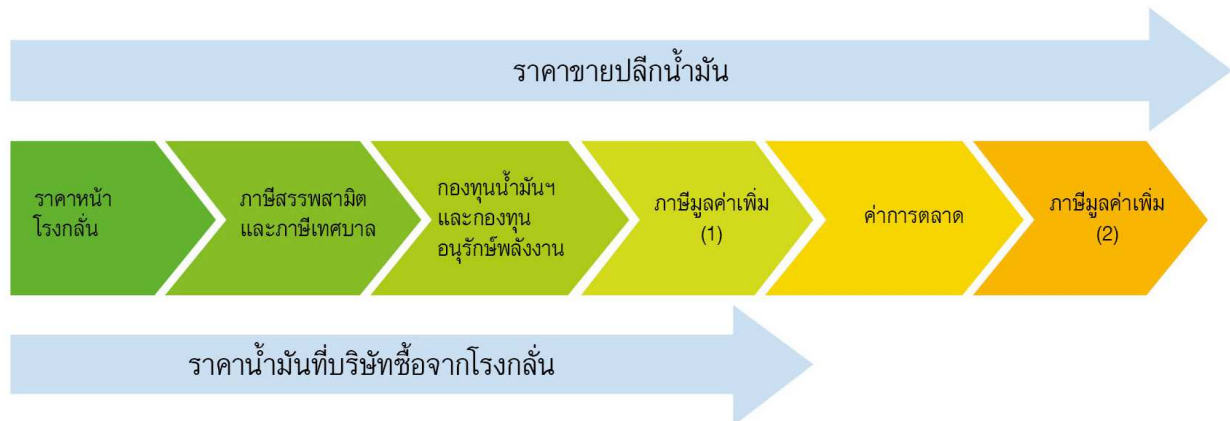 ราคาขายปลีกน้ำมัน
ราคาหน้า
โรงกลั่น
ภาษีสรรพสามิต
และภาษีเทศบาล
กองทุนน้ำมันฯ
และกองทุน
อนุรักษ์พลังงาน
ภาษีมูลค่าเพิ่ม
(1)
ค่าการตลาด
ภาษีมูลค่าเพิ่ม
(2)
ราคาน้ำมันที่บริษัทซื้อจากโรงกลั่น